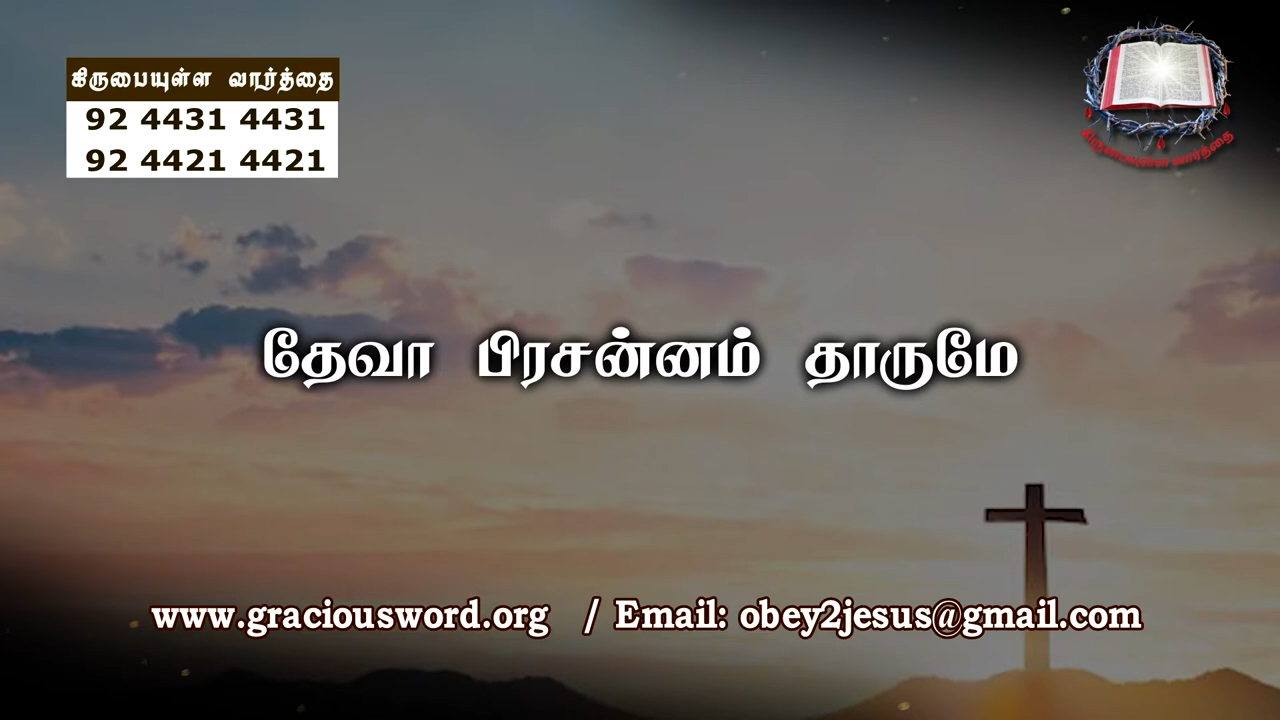 கிருபையுள்ள வார்த்தை
92 4431 4431
92 4421 4421
கிருபையுள்ள வார்த்தை
தேவா பிரசன்னம் தாருமே
www.graciousword.org / Email: obey2jesus@gmail.com